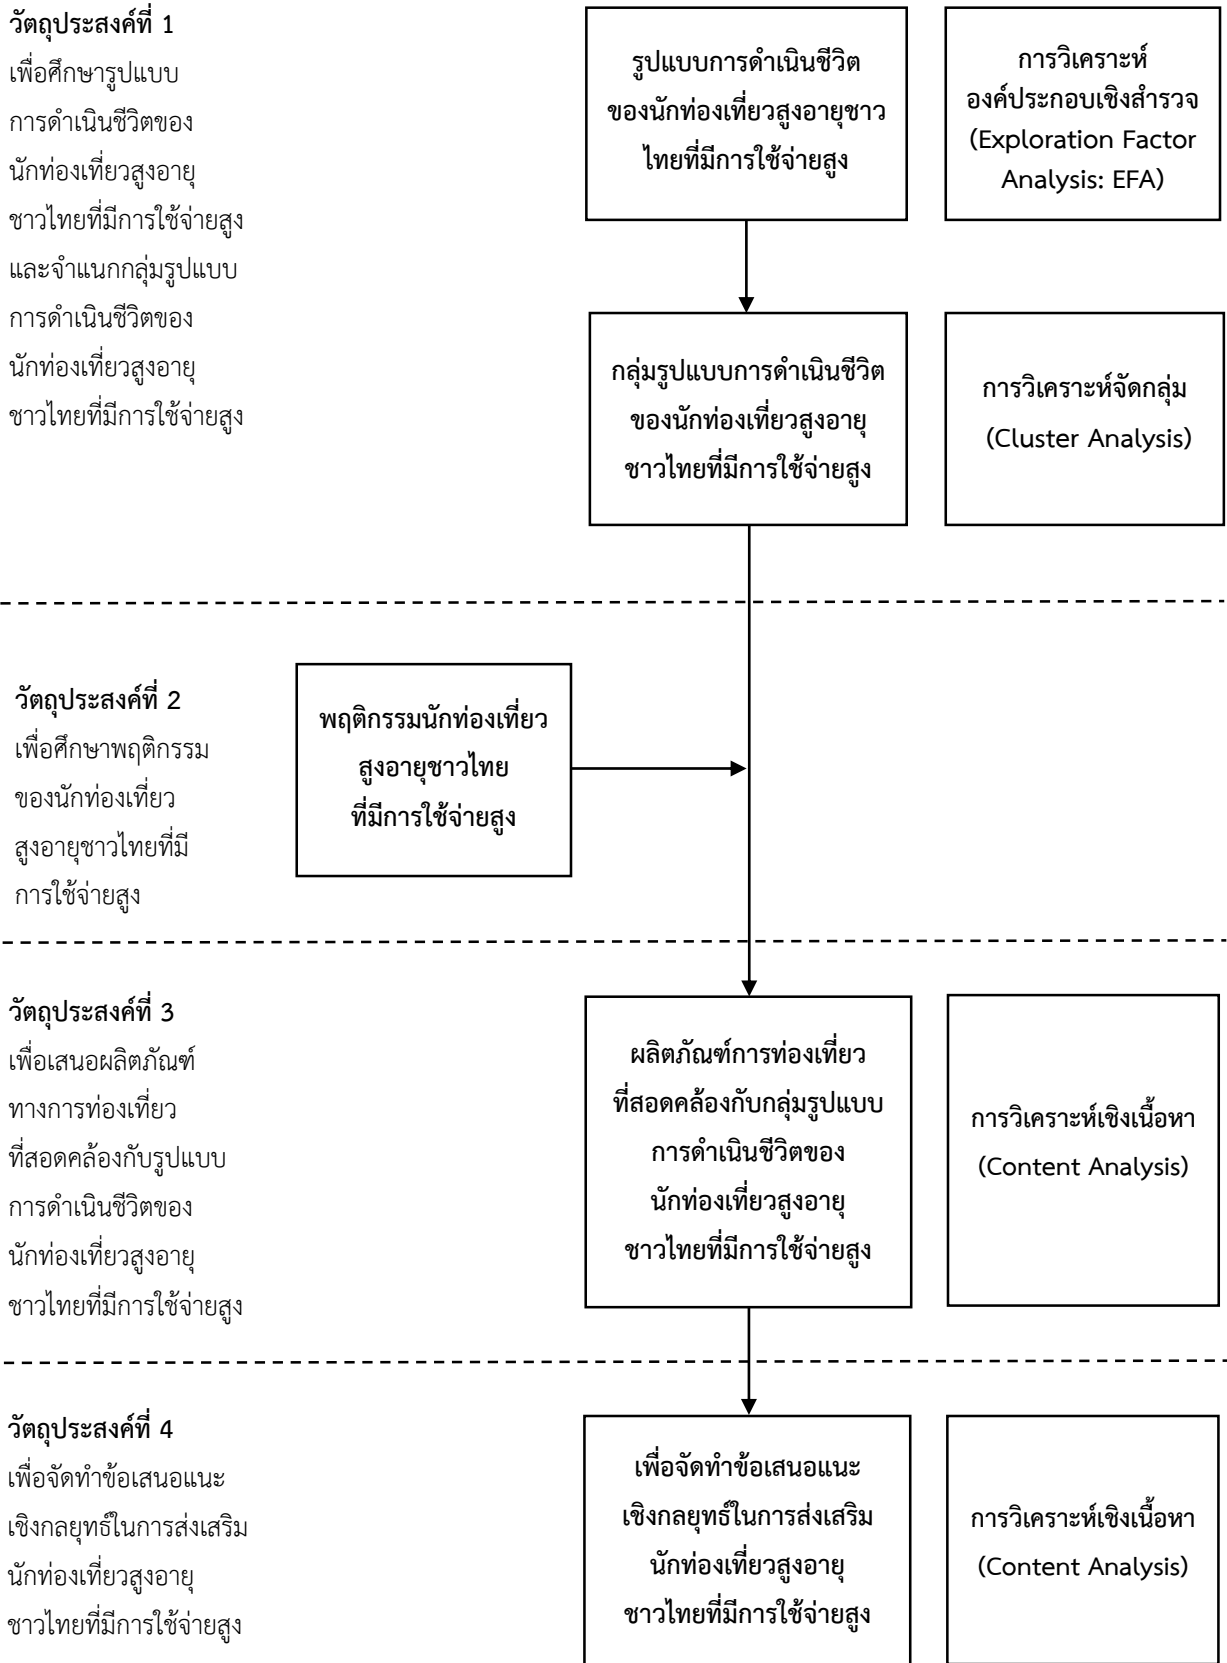 วัตถุประสงค์ที่ 1
เพื่อศึกษารูปแบบ
การดำเนินชีวิตของ
นักท่องเที่ยวสูงอายุ
ชาวไทยที่มีการใช้จ่ายสูง
และจำแนกกลุ่มรูปแบบ
การดำเนินชีวิตของ
นักท่องเที่ยวสูงอายุ
ชาวไทยที่มีการใช้จ่ายสูง
รูปแบบการดำเนินชีวิต
ของนักท่องเที่ยวสูงอายุชาว
ไทยที่มีการใช้จ่ายสูง
การวิเคราะห์
องค์ประกอบเชิงสำรวจ
(Exploration Factor
Analysis: EFA)
กลุ่มรูปแบบการดำเนินชีวิต
ของนักท่องเที่ยวสูงอายุ
ชาวไทยที่มีการใช้จ่ายสูง
การวิเคราะห์จัดกลุ่ม
(Cluster Analysis)
วัตถุประสงค์ที่ 2
เพื่อศึกษาพฤติกรรม
ของนักท่องเที่ยว
สูงอายุชาวไทยที่มี
การใช้จ่ายสูง
พฤติกรรมนักท่องเที่ยว
สูงอายุชาวไทย
ที่มีการใช้จ่ายสูง
วัตถุประสงค์ที่ 3
เพื่อเสนอผลิตภัณฑ์
ทางการท่องเที่ยว
ที่สอดคล้องกับรูปแบบ
การดำเนินชีวิตของ
นักท่องเที่ยวสูงอายุ
ชาวไทยที่มีการใช้จ่ายสูง
ผลิตภัณฑ์การท่องเที่ยว
ที่สอดคล้องกับกลุ่มรูปแบบ
การดำเนินชีวิตของ
นักท่องเที่ยวสูงอายุ
ชาวไทยที่มีการใช้จ่ายสูง
การวิเคราะห์เชิงเนื้อหา
(Content Analysis)
วัตถุประสงค์ที่ 4
เพื่อจัดทำข้อเสนอแนะ
เชิงกลยุทธ์ในการส่งเสริม
นักท่องเที่ยวสูงอายุ
ชาวไทยที่มีการใช้จ่ายสูง
เพื่อจัดทำข้อเสนอแนะ
เชิงกลยุทธ์ในการส่งเสริม
นักท่องเที่ยวสูงอายุ
ชาวไทยที่มีการใช้จ่ายสูง
การวิเคราะห์เชิงเนื้อหา
(Content Analysis)